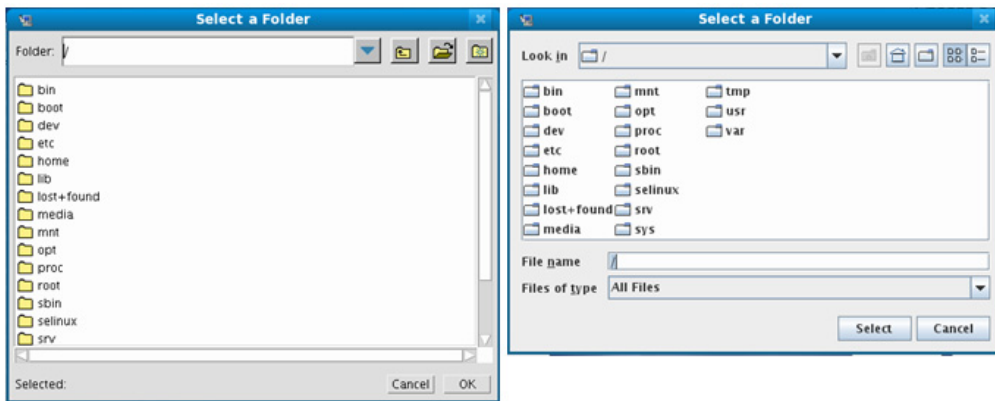 Select a Folder
Folder: /
bin
boot
dev
etc
home
lib
lost+found
media
mnt
opt
proc
root
sbin
selinux
srv
Selected:
Cancel OK
Select a Folder
Look in /
bin mnt tmp
boot opt usr
dev proc var
etc root
home sbin
lib selinux
lost+found srv
media sys
File name /
Files of type All Files
Select Cancel